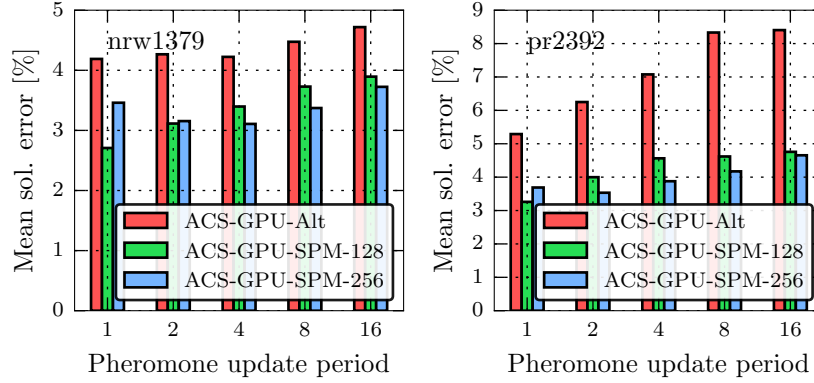 nrw1379
Mean sol. error [%]
5
4
3
2
1
0
ACS-GPU-Alt
ACS-GPU-SPM-128
ACS-GPU-SPM-256
1 2 4 8 16
Pheromone update period
pr2392
Mean sol. error [%]
9
8
7
6
5
4
3
2
1
0
ACS-GPU-Alt
ACS-GPU-SPM-128
ACS-GPU-SPM-256
1 2 4 8 16
Pheromone update period